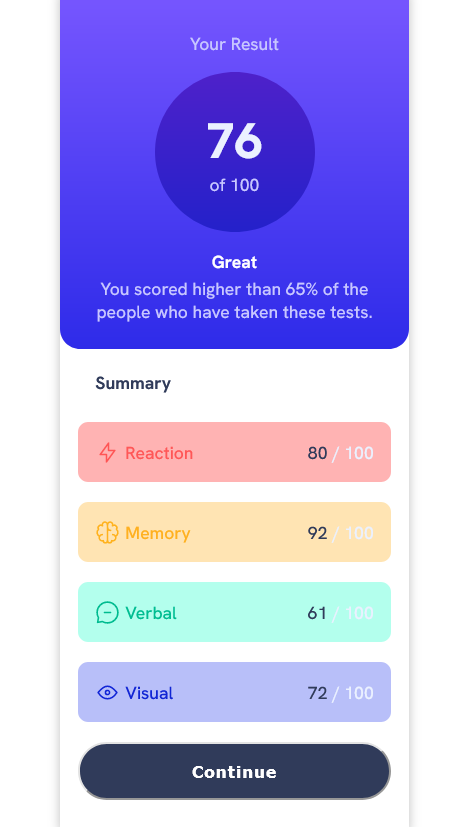 Your Result
76
of 100
Great
You scored higher than 65% of the
people who have taken these tests.
Summary
Reaction 80 / 100
Memory 92 / 100
Verbal 61 / 100
Visual 72 / 100
Continue